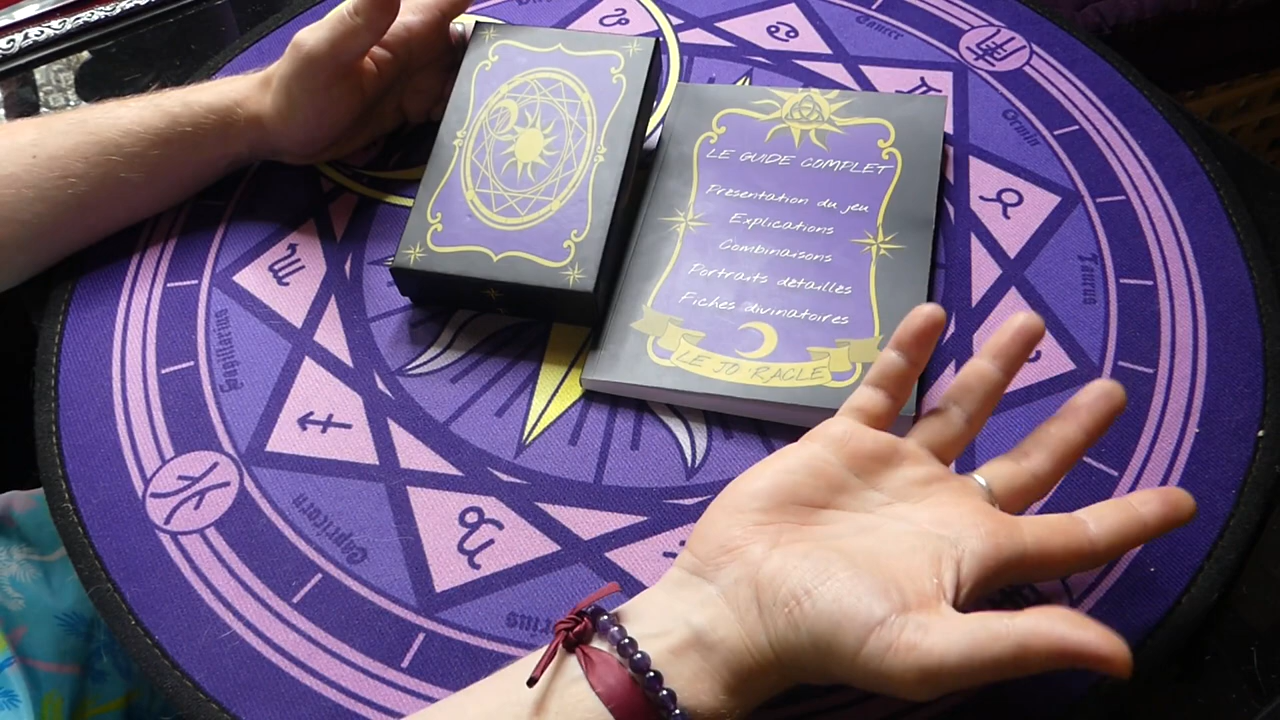 Cancer
Gemini
LE GUIDE COMPLET
Présentation du jeu
Explications
Combinaisons
Portraits détaillés
Fiches divinatoires
LE JO'RACLE
Taurus
Sagittarius
Capricorn